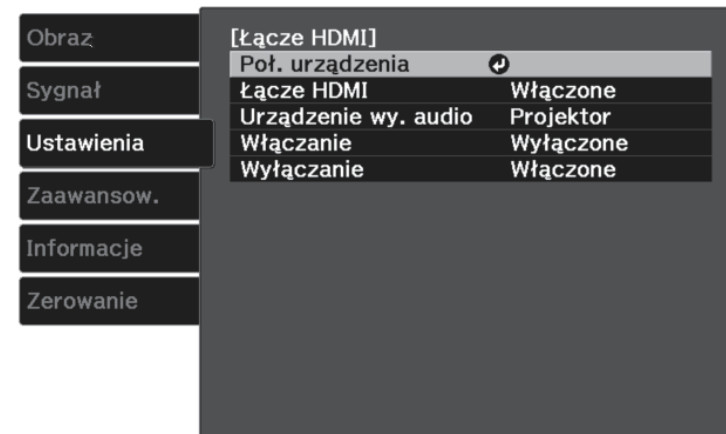 Obraz
Sygnał
Ustawienia
Zaawansow.
Informacje
Zerowanie
[Łącze HDMI]
Poł. urządzenia
Łącze HDMI Włączone
Urządzenie wy. audio Projektor
Włączanie Wyłączone
Wyłączanie Włączone